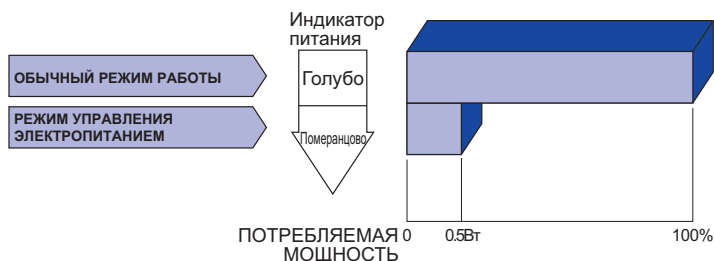 Индикатор
питания
ОБЫЧНЫЙ РЕЖИМ РАБОТЫ
Голубо
РЕЖИМ УПРАВЛЕНИЯ
ЭЛЕКТРОПИТАНИЕМ
Померанцово
ПОТРЕБЛЯЕМАЯ
МОЩНОСТЬ
0 0.5Вт 100%